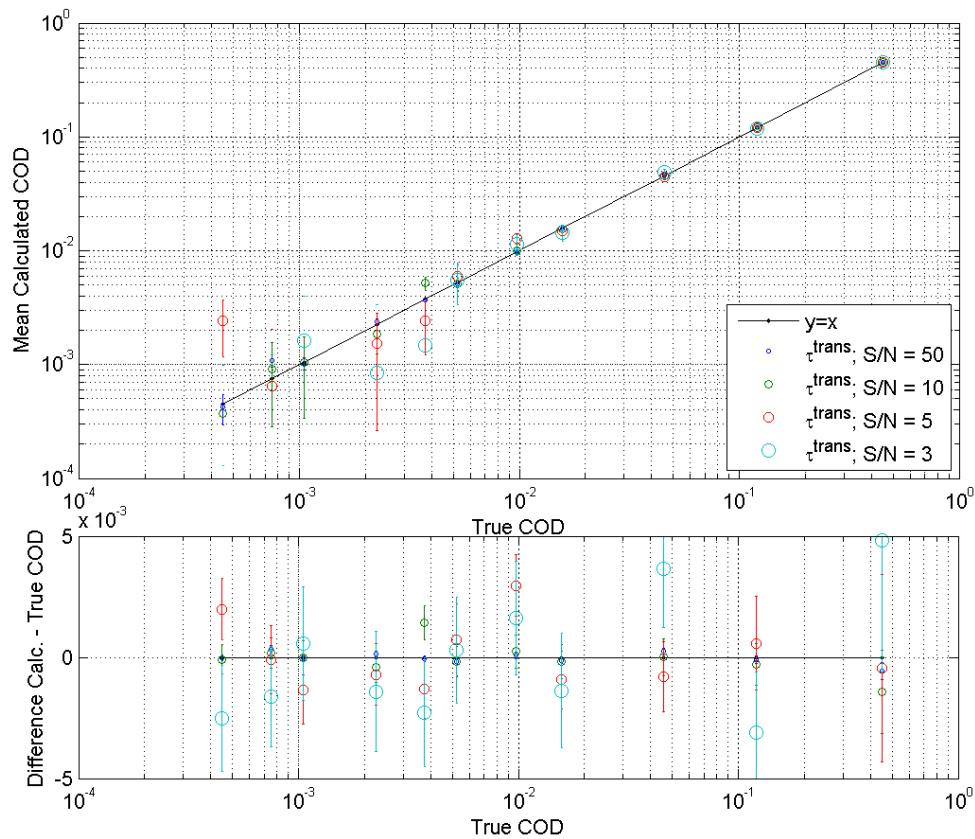 10^0
10^-1
10^-2
10^-3
10^-4
Mean Calculated COD
y=x
τ^trans; S/N = 50
τ^trans; S/N = 10
τ^trans; S/N = 5
τ^trans; S/N = 3
10^-4 10^-3 10^-2 10^-1 10^0
True COD
x 10^-3
5
0
-5
Difference Calc. - True COD
10^-4 10^-3 10^-2 10^-1 10^0
True COD